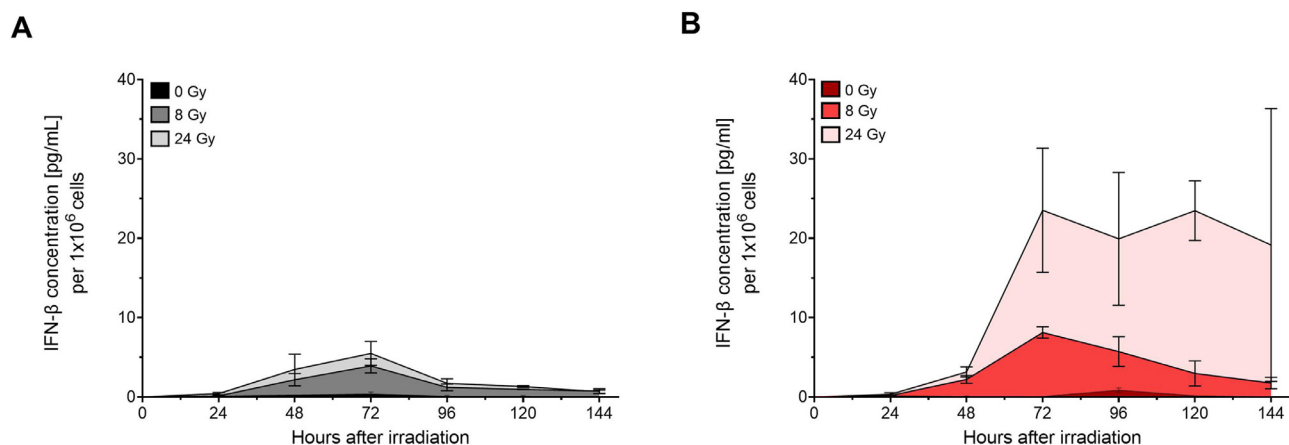 A
IFN-β concentration [pg/mL]
per 1x10⁶ cells
40
30
20
10
0
0 Gy
8 Gy
24 Gy
0 24 48 72 96 120 144
Hours after irradiation
B
IFN-β concentration [pg/ml]
per 1x10⁶ cells
40
30
20
10
0
0 Gy
8 Gy
24 Gy
0 24 48 72 96 120 144
Hours after irradiation